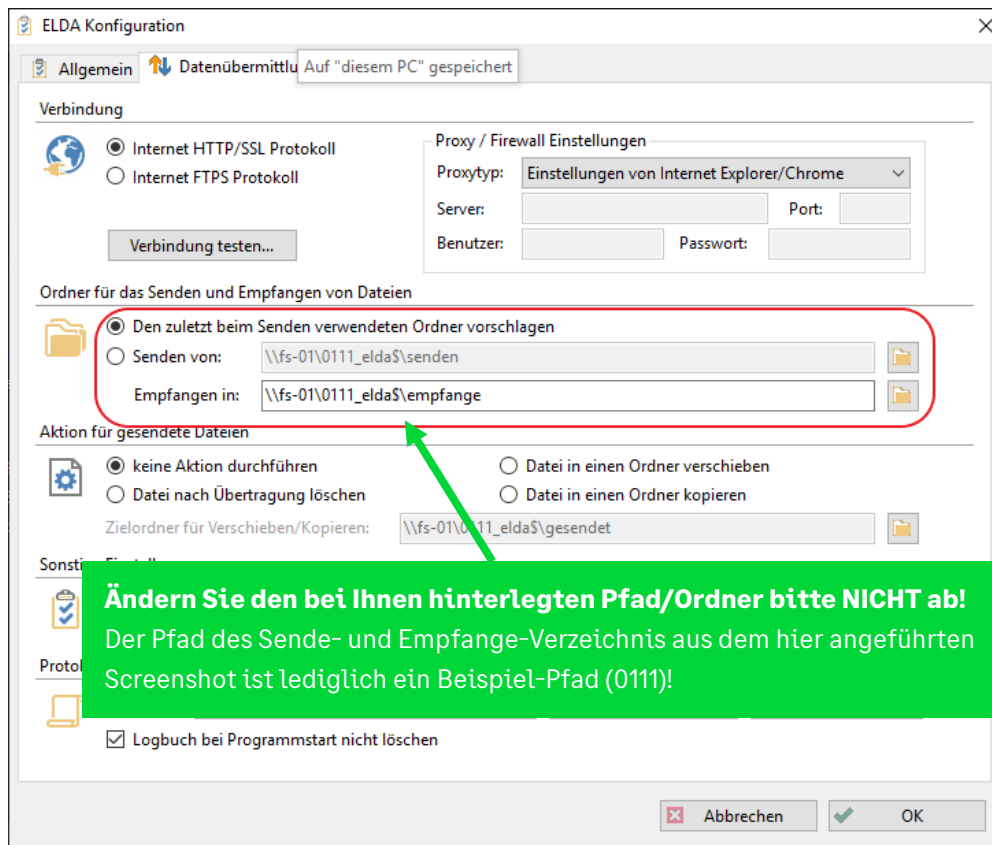 ELDA Konfiguration
Allgemein
Auf "diesem PC" gespeichert
Verbindung
Internet HTTP/SSL Protokoll
Internet FTPS Protokoll
Verbindung testen...
Proxy / Firewall Einstellungen
Proxytyp: Einstellungen von Internet Explorer/Chrome
Server: Port:
Benutzer: Passwort:
Ordner für das Senden und Empfangen von Dateien
Den zuletzt beim Senden verwendeten Ordner vorschlagen
Senden von: \\fs-01\0111_elda$\senden
Empfangen in: \\fs-01\0111_elda$\empfange
Aktion für gesendete Dateien
keine Aktion durchführen Datei in einen Ordner verschieben
Datei nach Übertragung löschen Datei in einen Ordner kopieren
Zielordner für Verschieben/Kopieren: \\fs-01\0111_elda$\gesendet
Ändern Sie den bei Ihnen hinterlegten Pfad/Ordner bitte NICHT ab!
Der Pfad des Sende- und Empfange-Verzeichnis aus dem hier angeführten
Screenshot ist lediglich ein Beispiel-Pfad (0111)!
Logbuch bei Programmstart nicht löschen
Abbrechen OK